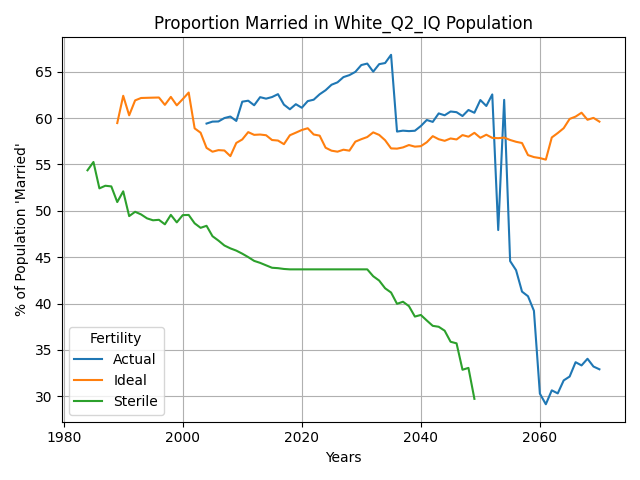 Proportion Married in White_Q2_IQ Population
% of Population 'Married'
65
60
55
50
45
40
35
30
Fertility
Actual
Ideal
Sterile
1980
2000
2020
2040
2060
Years